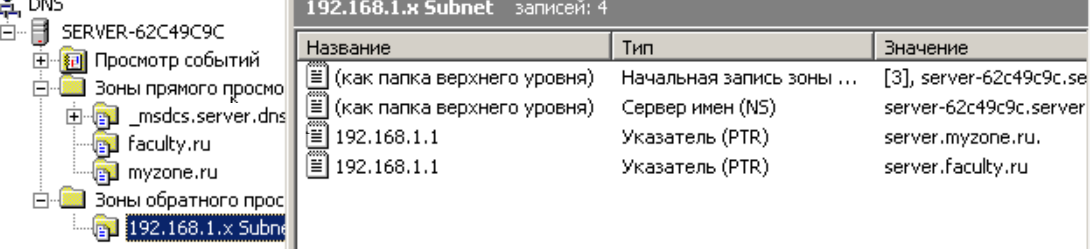 DNS
SERVER-62C49C9C
Просмотр событий
Зоны прямого просмо
_msdcs.server.dns
faculty.ru
myzone.ru
Зоны обратного прос
192.168.1.x Subne
192.168.1.x Subnet записей: 4
Название Тип Значение
(как папка верхнего уровня) Начальная запись зоны ... [3], server-62c49c9c.se
(как папка верхнего уровня) Сервер имен (NS) server-62c49c9c.server
192.168.1.1 Указатель (PTR) server.myzone.ru.
192.168.1.1 Указатель (PTR) server.faculty.ru